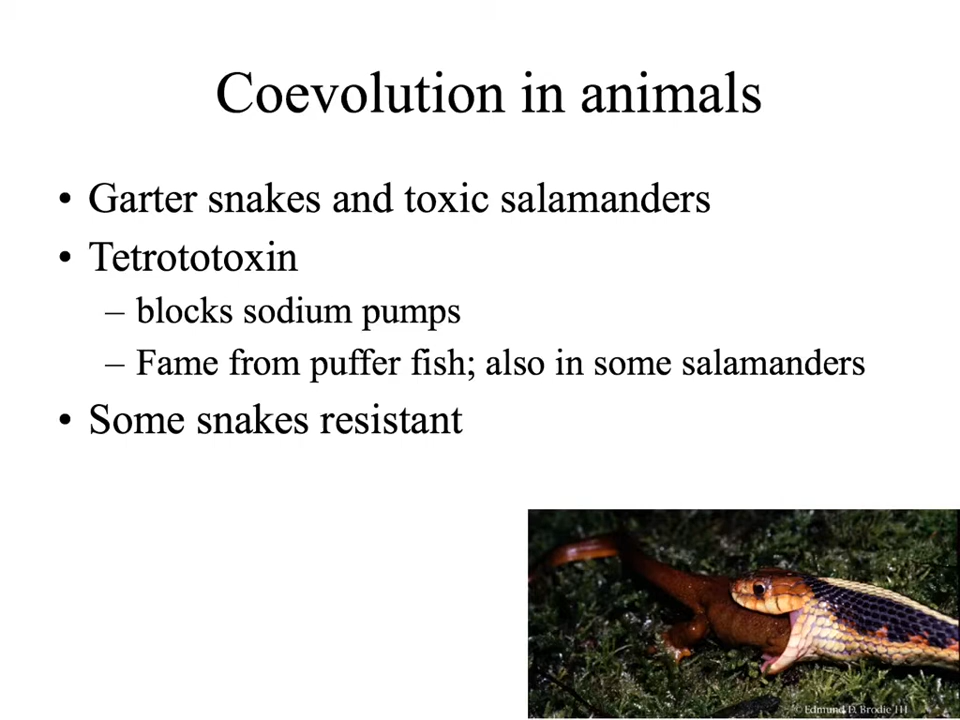 Coevolution in animals
• Garter snakes and toxic salamanders
• Tetrototoxin
– blocks sodium pumps
– Fame from puffer fish; also in some salamanders
• Some snakes resistant
© Edmund D. Brodie III